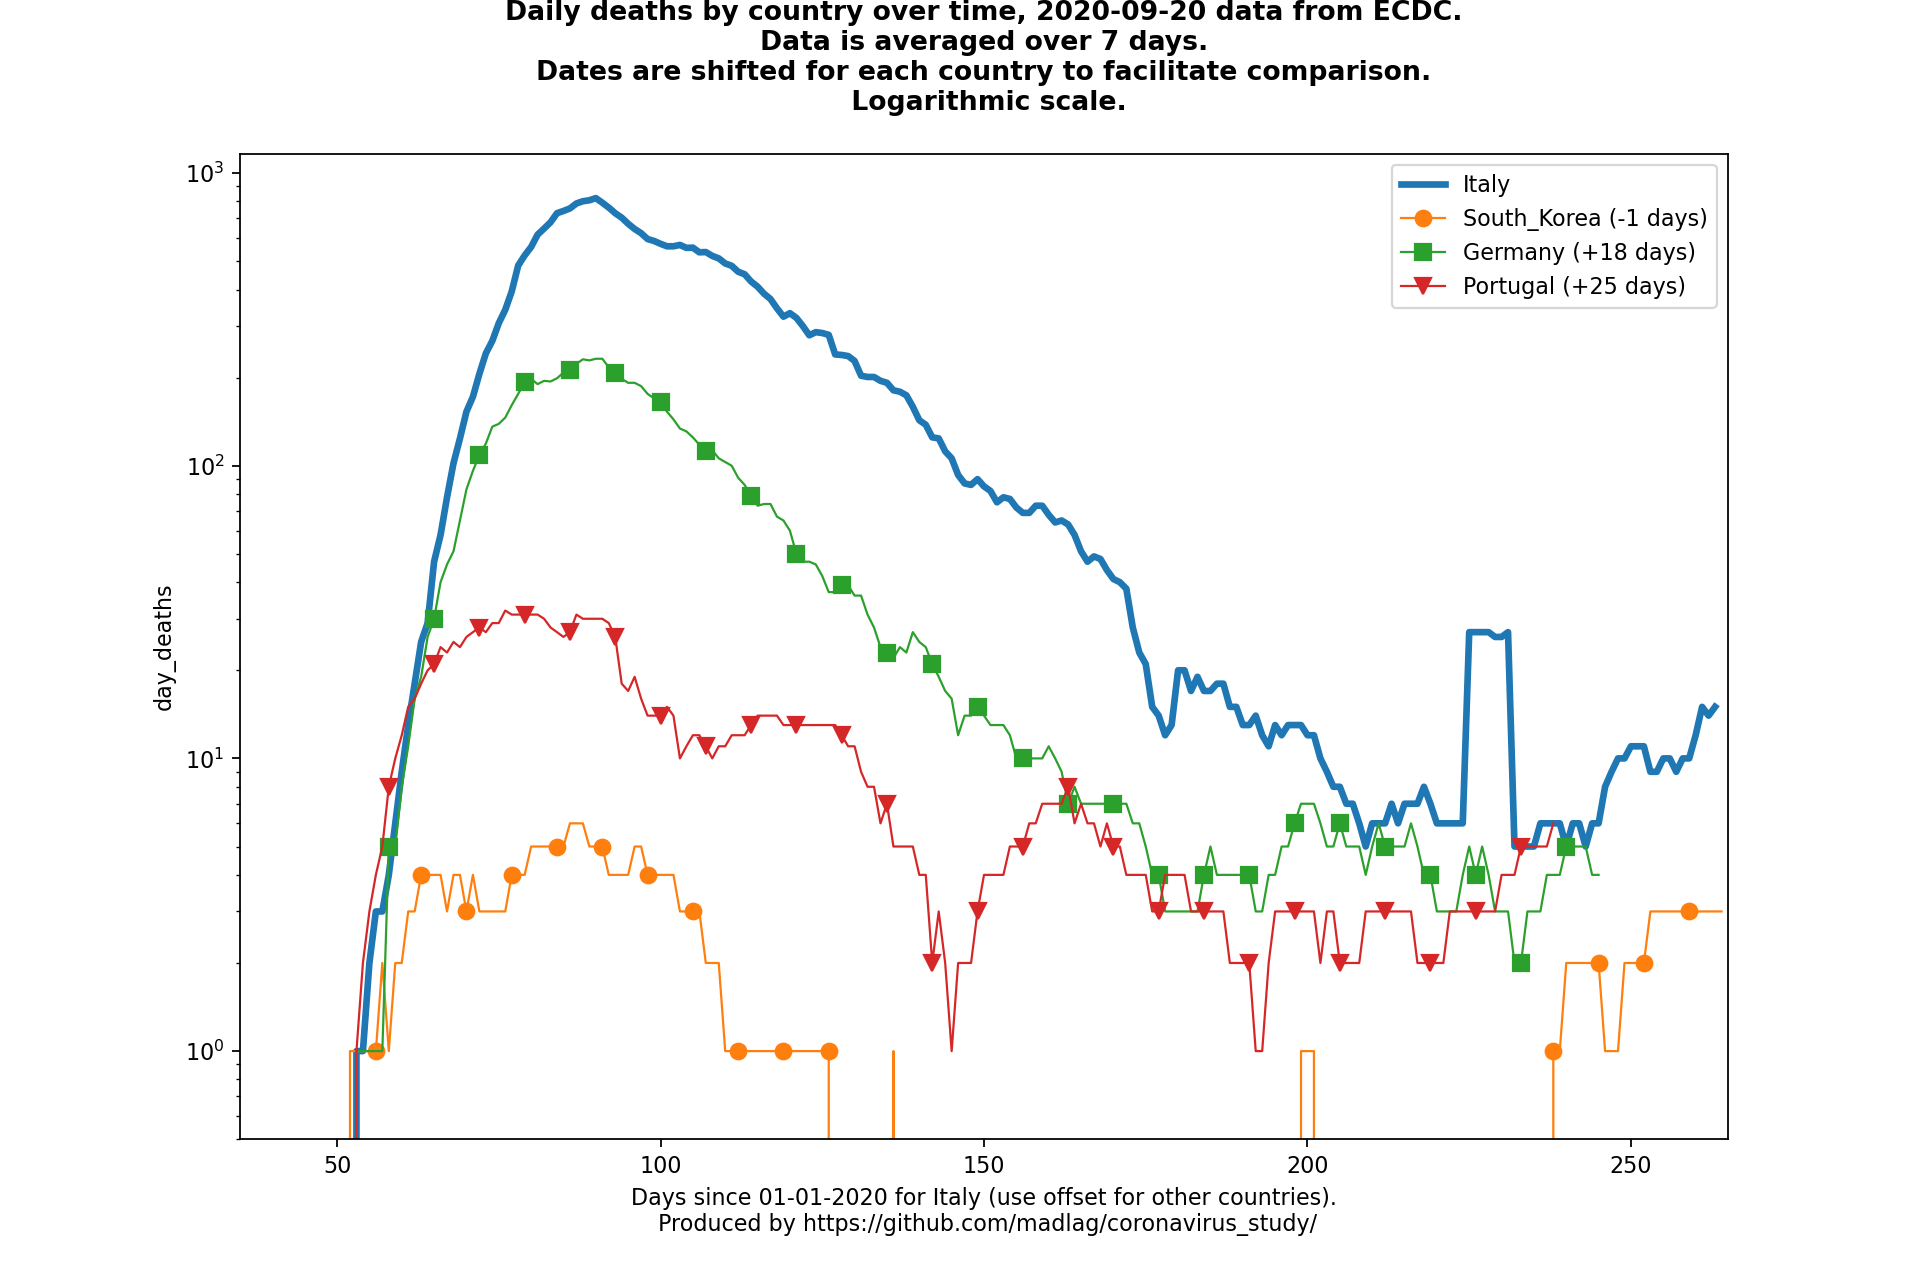 Daily deaths by country over time, 2020-09-20 data from ECDC.
Data is averaged over 7 days.
Dates are shifted for each country to facilitate comparison.
Logarithmic scale.
10³
10²
10¹
10⁰
day_deaths
Italy
South_Korea (-1 days)
Germany (+18 days)
Portugal (+25 days)
50 100 150 200 250
Days since 01-01-2020 for Italy (use offset for other countries).
Produced by https://github.com/madlag/coronavirus_study/